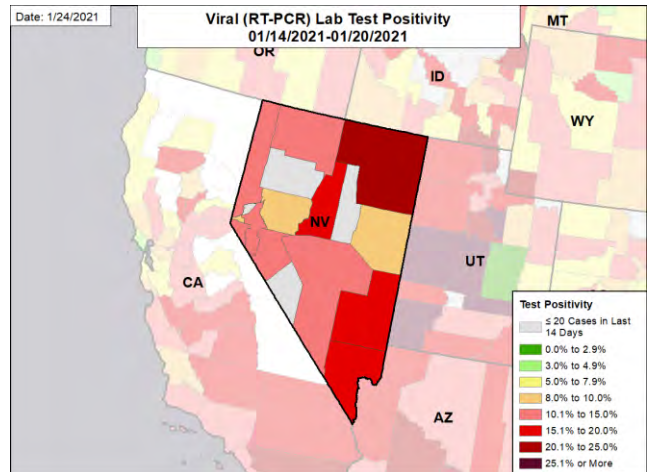 Date: 1/24/2021
Viral (RT-PCR) Lab Test Positivity
01/14/2021-01/20/2021
MT
OR
ID
WY
NV
UT
CA
AZ
Test Positivity
≤ 20 Cases in Last
14 Days
0.0% to 2.9%
3.0% to 4.9%
5.0% to 7.9%
8.0% to 10.0%
10.1% to 15.0%
15.1% to 20.0%
20.1% to 25.0%
25.1% or More